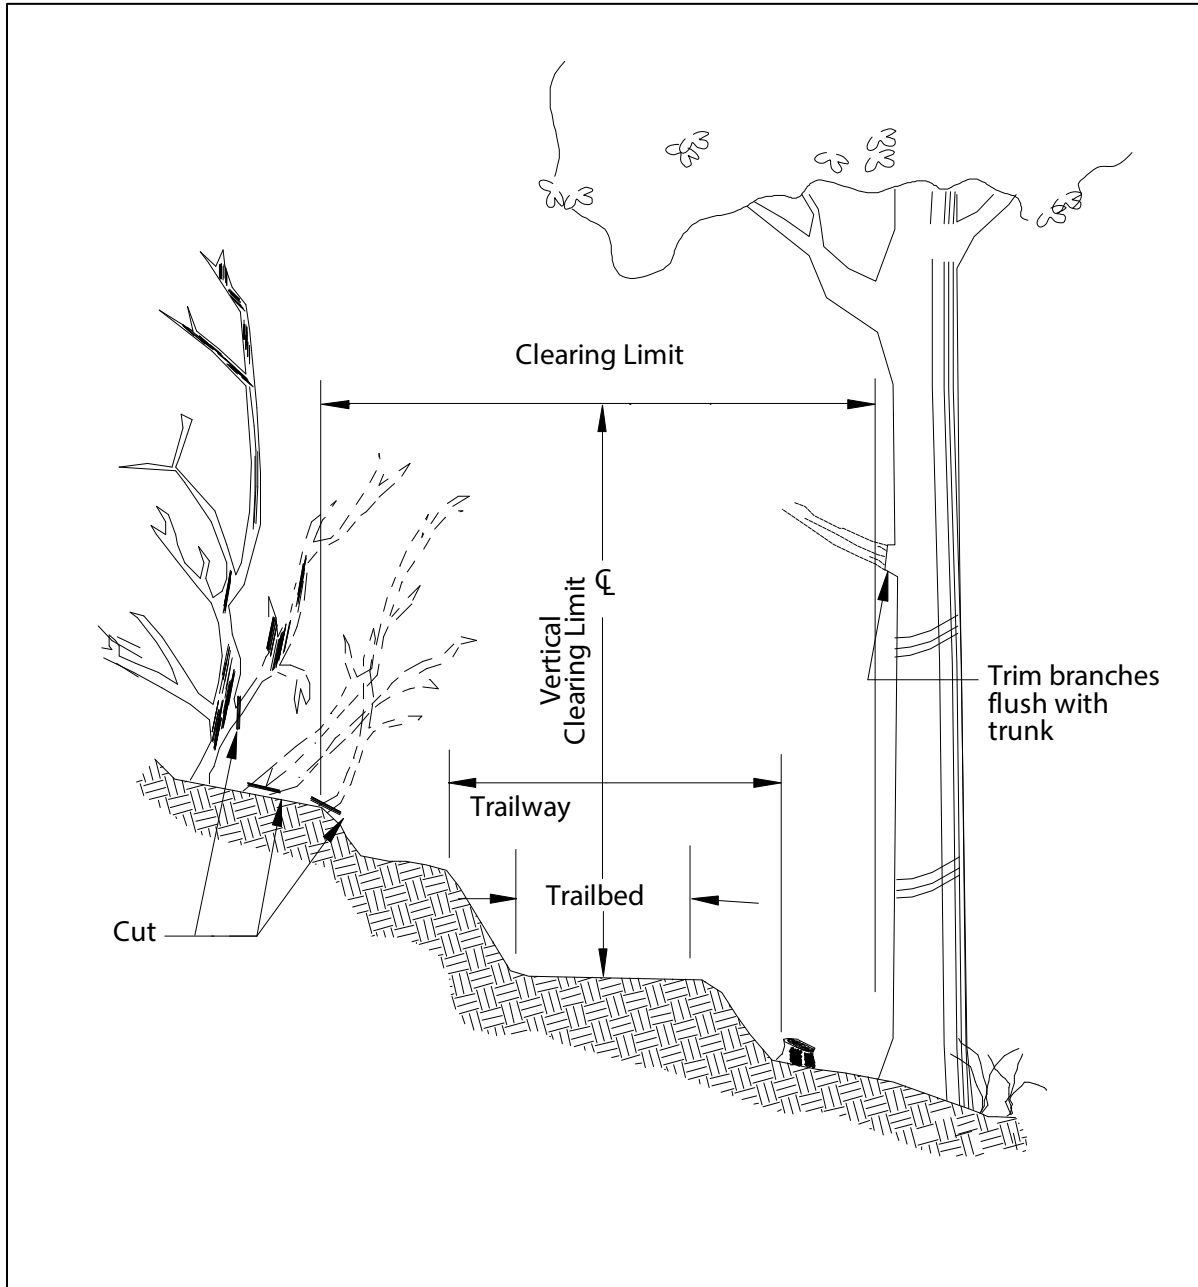 Clearing Limit
Vertical
Clearing Limit
℄
Trim branches
flush with
trunk
Trailway
Trailbed
Cut